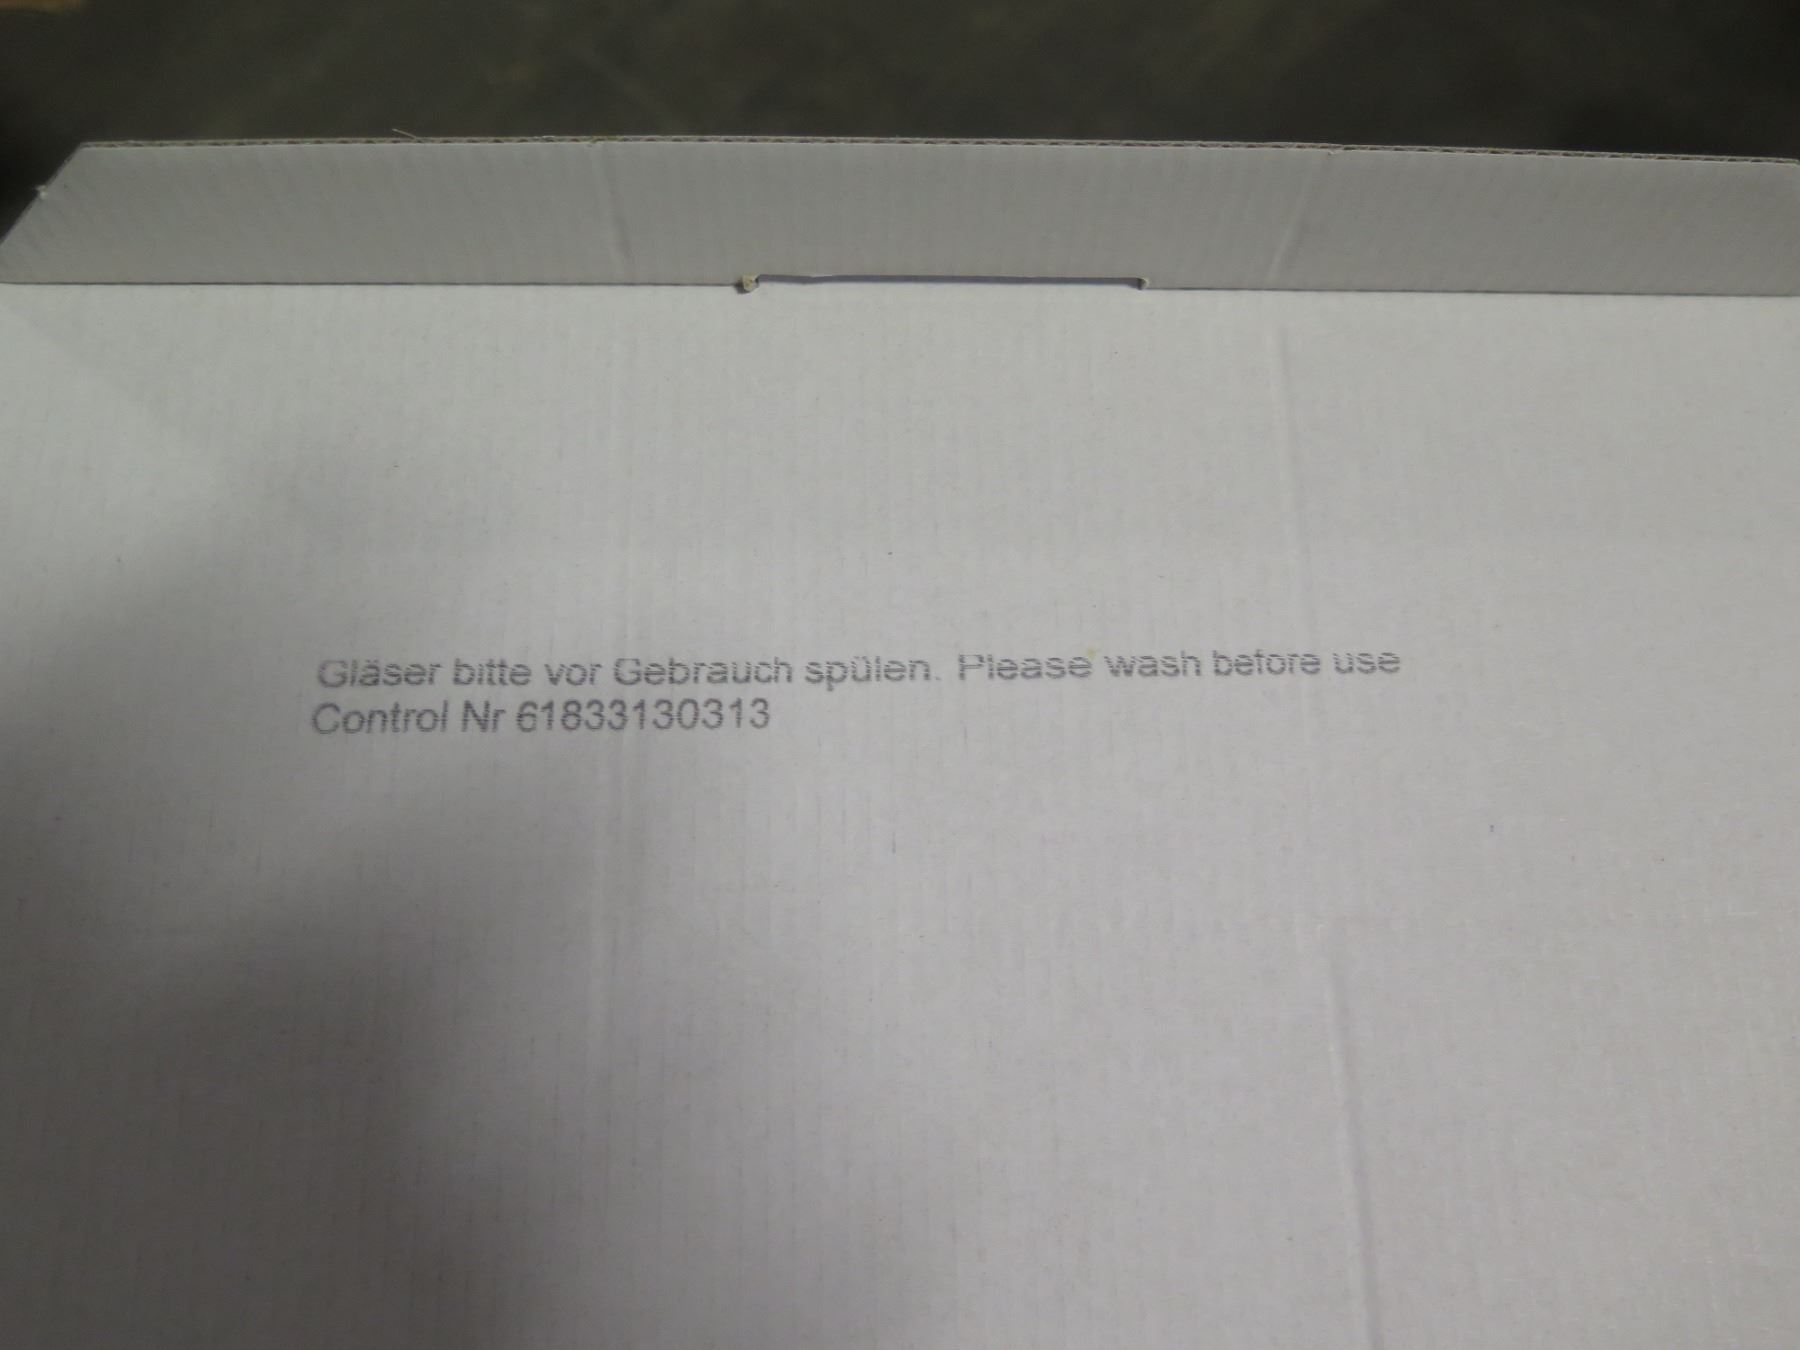 Gläser bitte vor Gebrauch spülen. Please wash before use
Control Nr 61833130313